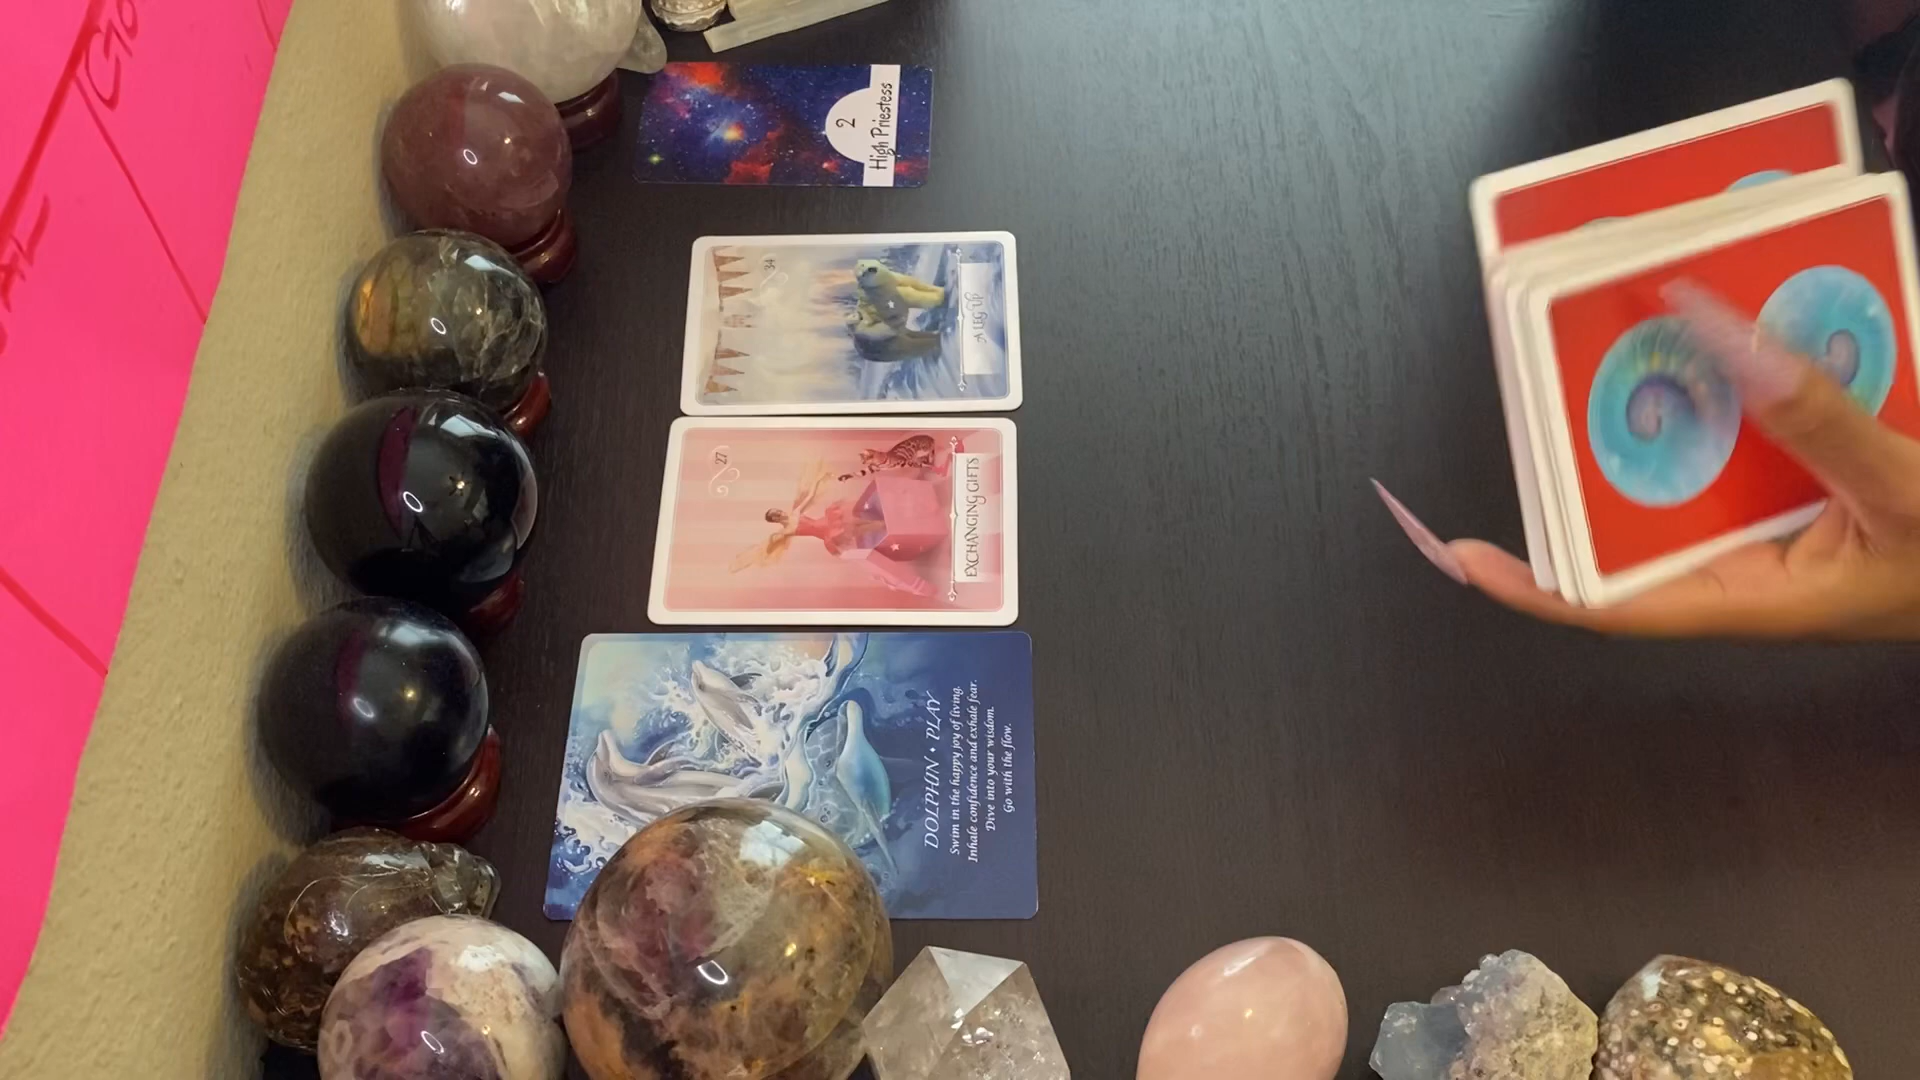 2
High Priestess
34
A LEG UP
27
EXCHANGING GIFTS
DOLPHIN • PLAY
Swim in the happy joy of living.
Inhale confidence and exhale fear.
Dive into your wisdom.
Go with the flow.